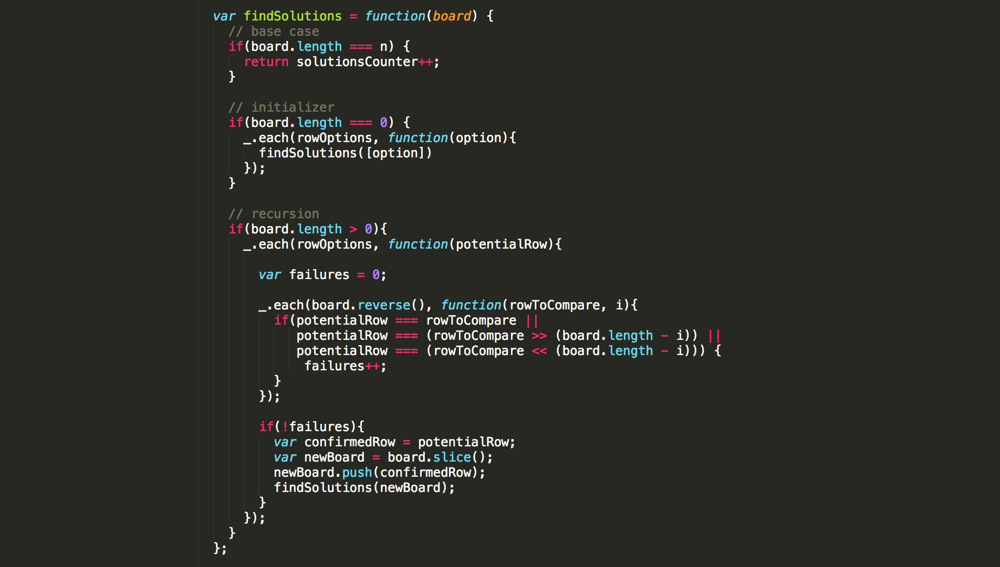 var findSolutions = function(board) {
  // base case
  if(board.length === n) {
    return solutionsCounter++;
  }

  // initializer
  if(board.length === 0) {
    _.each(rowOptions, function(option){
      findSolutions([option])
    });
  }

  // recursion
  if(board.length > 0){
    _.each(rowOptions, function(potentialRow){

      var failures = 0;

      _.each(board.reverse(), function(rowToCompare, i){
        if(potentialRow === rowToCompare ||
           potentialRow === (rowToCompare >> (board.length - i)) ||
           potentialRow === (rowToCompare << (board.length - i))) {
            failures++;
        }
      });

      if(!failures){
        var confirmedRow = potentialRow;
        var newBoard = board.slice();
        newBoard.push(confirmedRow);
        findSolutions(newBoard);
      }
    });
  }
};